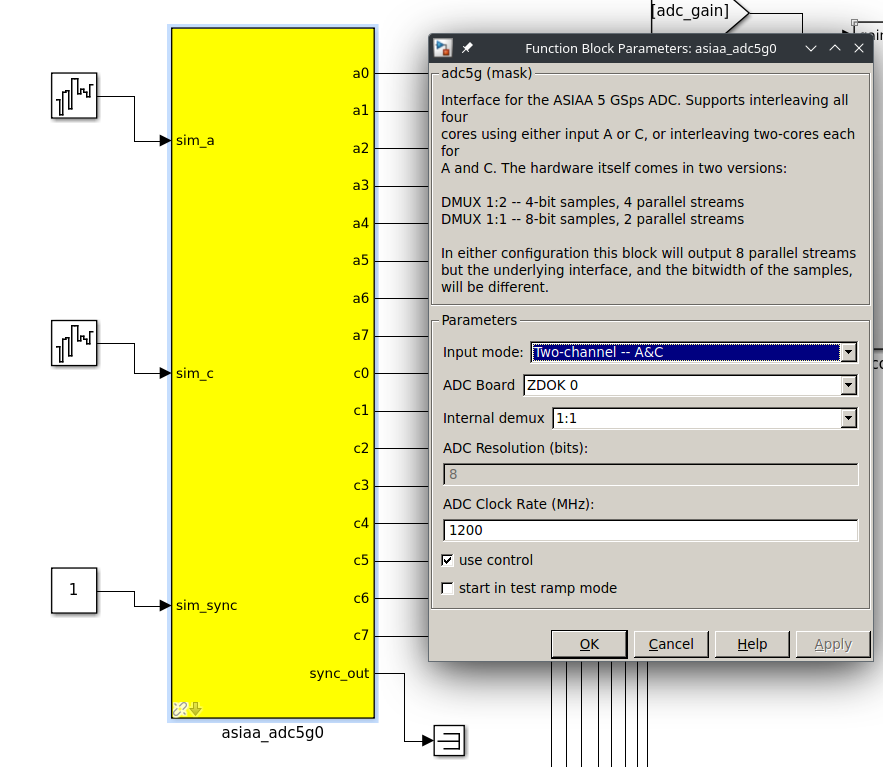 [adc_gain]
Function Block Parameters: asiaa_adc5g0
adc5g (mask)
Interface for the ASIAA 5 GSps ADC. Supports interleaving all
four
cores using either input A or C, or interleaving two-cores each
for
A and C. The hardware itself comes in two versions:
DMUX 1:2 -- 4-bit samples, 4 parallel streams
DMUX 1:1 -- 8-bit samples, 2 parallel streams
In either configuration this block will output 8 parallel streams
but the underlying interface, and the bitwidth of the samples,
will be different.
Parameters
Input mode: Two-channel -- A&C
ADC Board ZDOK 0
Internal demux 1:1
ADC Resolution (bits):
8
ADC Clock Rate (MHz):
1200
use control
start in test ramp mode
OK Cancel Help Apply
sim_a
sim_c
1
sim_sync
a0
a1
a2
a3
a4
a5
a6
a7
c0
c1
c2
c3
c4
c5
c6
c7
sync_out
asiaa_adc5g0